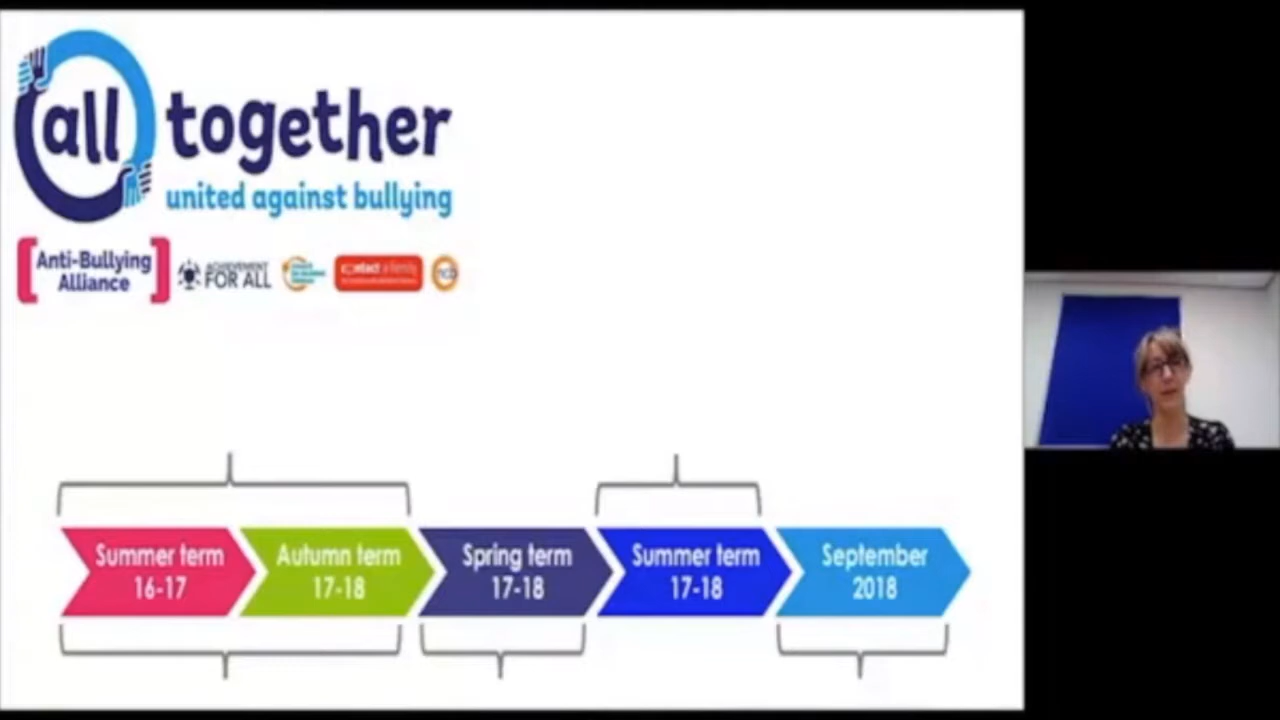 all together
united against bullying
Anti-Bullying
Alliance
ACHIEVEMENT
FOR ALL
Summer term
16-17
Autumn term
17-18
Spring term
17-18
Summer term
17-18
September
2018